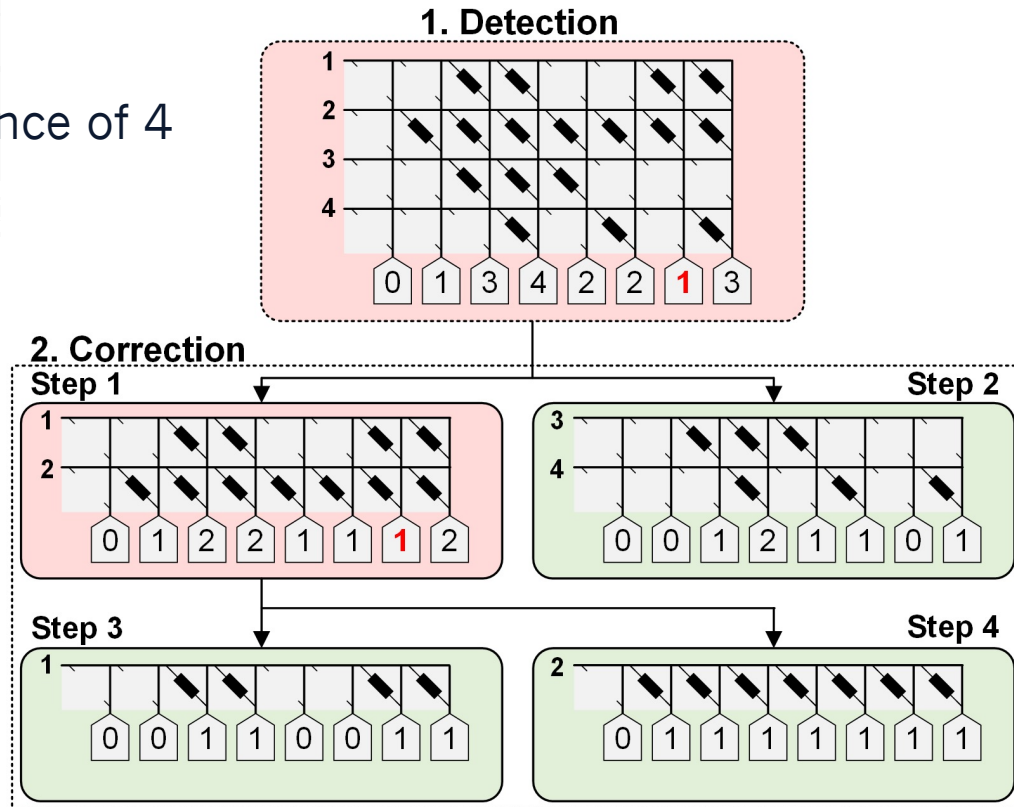 1. Detection
nce of 4
1
2
3
4
0 1 3 4 2 2 1 3
2. Correction
Step 1
1
2
0 1 2 2 1 1 1 2
Step 2
3
4
0 0 1 2 1 1 0 1
Step 3
1
0 0 1 1 0 0 1 1
Step 4
2
0 1 1 1 1 1 1 1